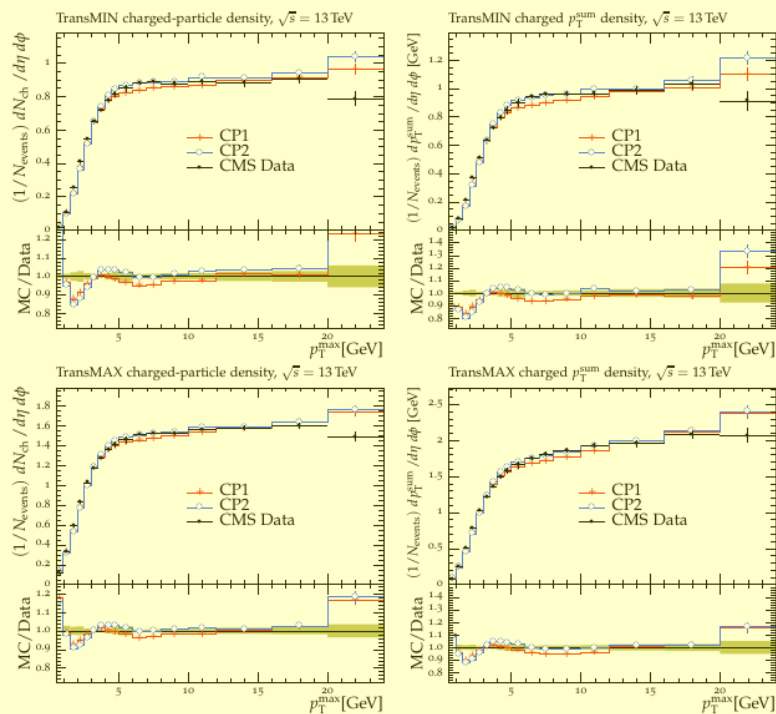 TransMIN charged-particle density, √s = 13 TeV
(1/N_events) dN_ch/dη dϕ
1
0.8
0.6
0.4
0.2
0
CP1
CP2
CMS Data
MC/Data
1.2
1.1
1.0
0.9
0.8
5
10
15
20
p_T^max [GeV]
TransMIN charged p_T^sum density, √s = 13 TeV
(1/N_events) dp_T^sum/dη dϕ [GeV]
1.2
1
0.8
0.6
0.4
0.2
0
CP1
CP2
CMS Data
MC/Data
1.4
1.3
1.2
1.1
1.0
0.9
0.8
5
10
15
20
p_T^max [GeV]
TransMAX charged-particle density, √s = 13 TeV
(1/N_events) dN_ch/dη dϕ
1.8
1.6
1.4
1.2
1
0.8
0.6
0.4
0.2
0
CP1
CP2
CMS Data
MC/Data
1.2
1.1
1.0
0.9
0.8
5
10
15
20
p_T^max [GeV]
TransMAX charged p_T^sum density, √s = 13 TeV
(1/N_events) dp_T^sum/dη dϕ [GeV]
2.5
2
1.5
1
0.5
0
CP1
CP2
CMS Data
MC/Data
1.4
1.3
1.2
1.1
1.0
0.9
0.8
5
10
15
20
p_T^max [GeV]